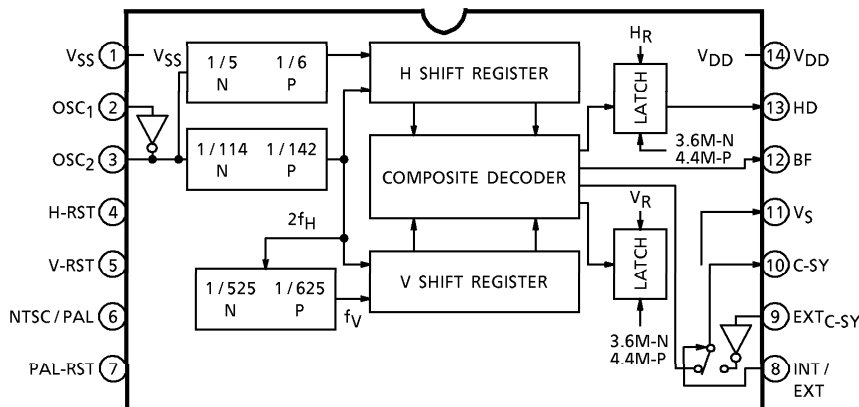 VSS 1 VSS
OSC1 2
OSC2 3
H-RST 4
V-RST 5
NTSC / PAL 6
PAL-RST 7
1 / 5 1 / 6
N P
1 / 114 1 / 142
N P
2fH
1 / 525 1 / 625
N P
fV
H SHIFT REGISTER
COMPOSITE DECODER
V SHIFT REGISTER
HR
LATCH
3.6M-N
4.4M-P
VR
LATCH
3.6M-N
4.4M-P
VDD 14 VDD
13 HD
12 BF
11 VS
10 C-SY
9 EXTC-SY
8 INT /
EXT